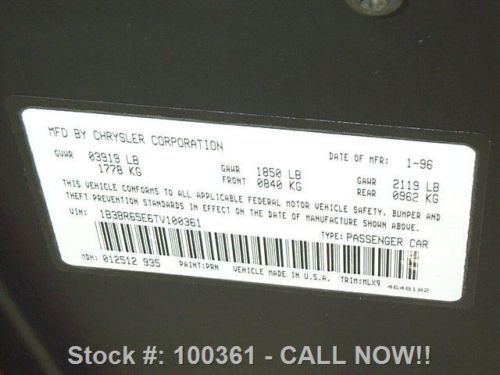 MFD BY CHRYSLER CORPORATION DATE OF MFR: 1-96
GVWR 03919 LB GAWR 1850 LB GAWR 2119 LB
1778 KG FRONT 0840 KG REAR 0962 KG
THIS VEHICLE CONFORMS TO ALL APPLICABLE FEDERAL MOTOR VEHICLE SAFETY, BUMPER AND
THEFT PREVENTION STANDARDS IN EFFECT ON THE DATE OF MANUFACTURE SHOWN ABOVE.
VIN: 1B3BR65E6TV100361 TYPE: PASSENGER CAR
MDH: 012512 935 PAINT: PRM VEHICLE MADE IN U.S.A. TRIM: MLX9 4648102
Stock #: 100361 - CALL NOW!!